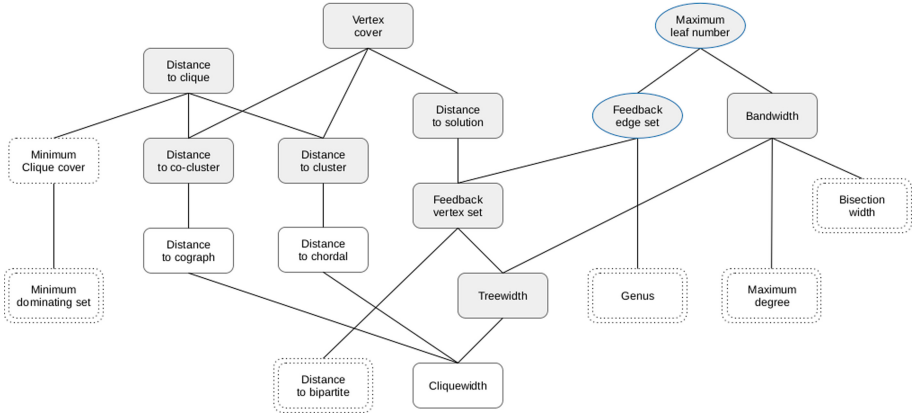 Vertex
cover
Maximum
leaf number
Distance
to clique
Distance
to solution
Feedback
edge set
Bandwidth
Minimum
Clique cover
Distance
to co-cluster
Distance
to cluster
Feedback
vertex set
Bisection
width
Distance
to cograph
Distance
to chordal
Minimum
dominating set
Treewidth
Genus
Maximum
degree
Distance
to bipartite
Cliquewidth